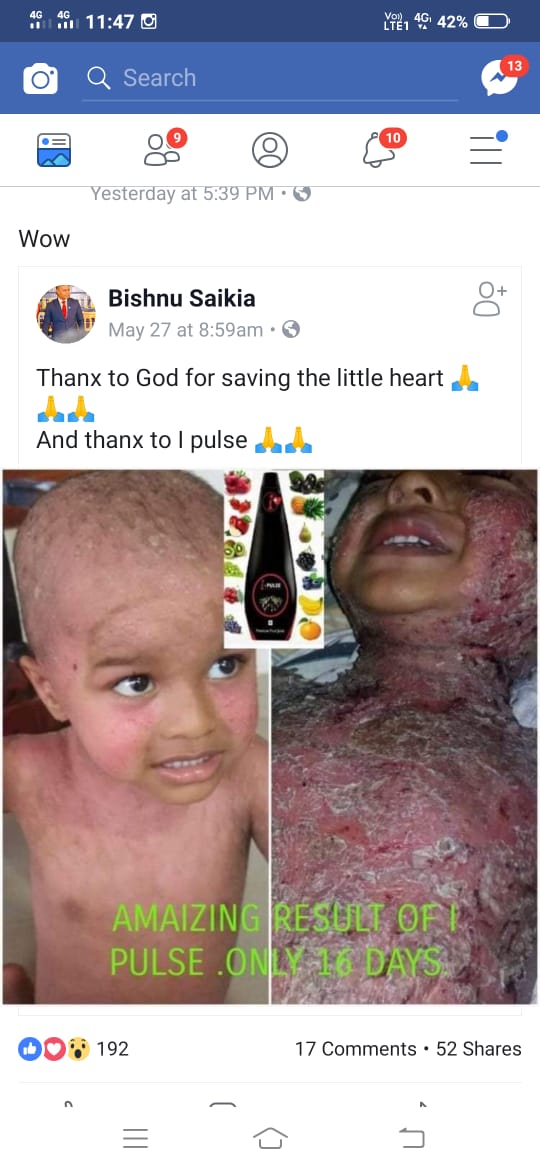 4G 4G 11:47 Vo)) LTE1 4G 42%
Search
13
9
10
Yesterday at 5:39 PM
Wow
Bishnu Saikia
May 27 at 8:59am
Thanx to God for saving the little heart 🙏
🙏🙏
And thanx to I pulse 🙏🙏
i-PULSE
AMAIZING RESULT OF I
PULSE .ONLY 16 DAYS
192
17 Comments • 52 Shares